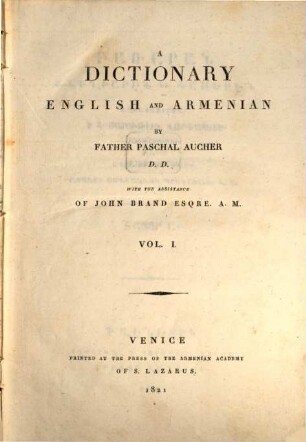 A
DICTIONARY
ENGLISH AND ARMENIAN
BY
FATHER PASCHAL AUCHER
D. D.
WITH THE ASSISTANCE
OF JOHN BRAND ESQRE. A. M.
VOL. I.
VENICE
PRINTED AT THE PRESS OF THE ARMENIAN ACADEMY
OF S. LAZARUS.
1821